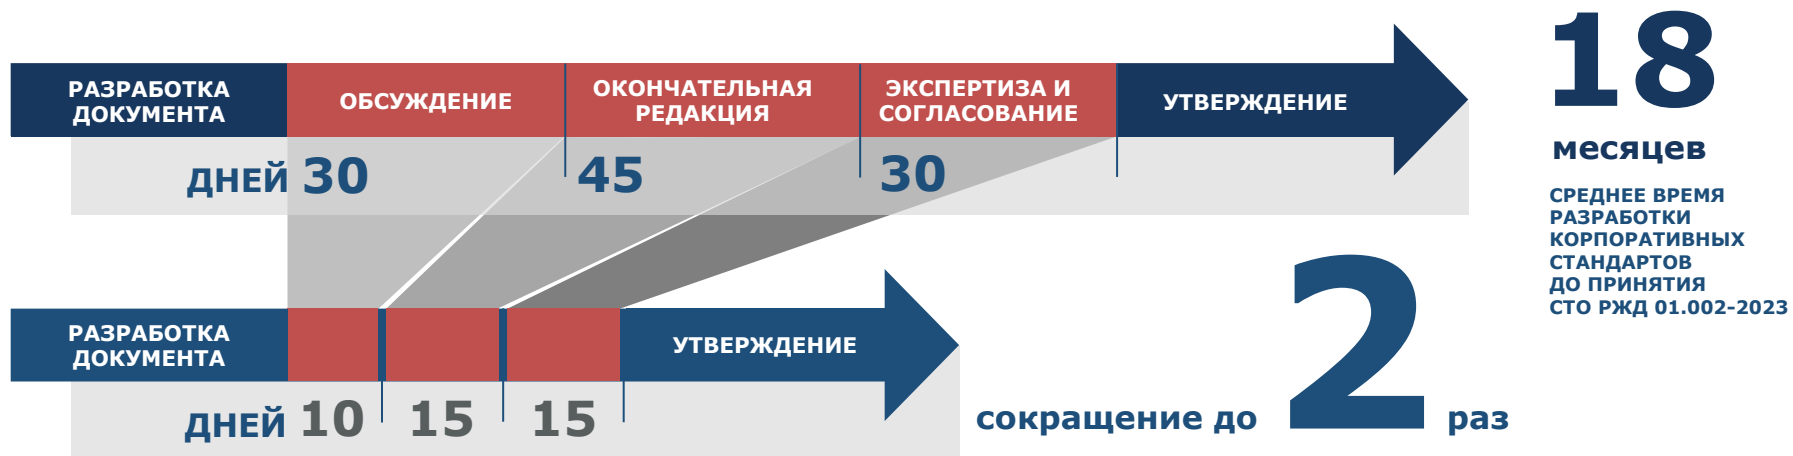 РАЗРАБОТКА
ДОКУМЕНТА
ОБСУЖДЕНИЕ
ОКОНЧАТЕЛЬНАЯ
РЕДАКЦИЯ
ЭКСПЕРТИЗА И
СОГЛАСОВАНИЕ
УТВЕРЖДЕНИЕ
ДНЕЙ 30 45 30
18
месяцев
СРЕДНЕЕ ВРЕМЯ
РАЗРАБОТКИ
КОРПОРАТИВНЫХ
СТАНДАРТОВ
ДО ПРИНЯТИЯ
СТО РЖД 01.002-2023
РАЗРАБОТКА
ДОКУМЕНТА
УТВЕРЖДЕНИЕ
ДНЕЙ 10 15 15
сокращение до 2 раз